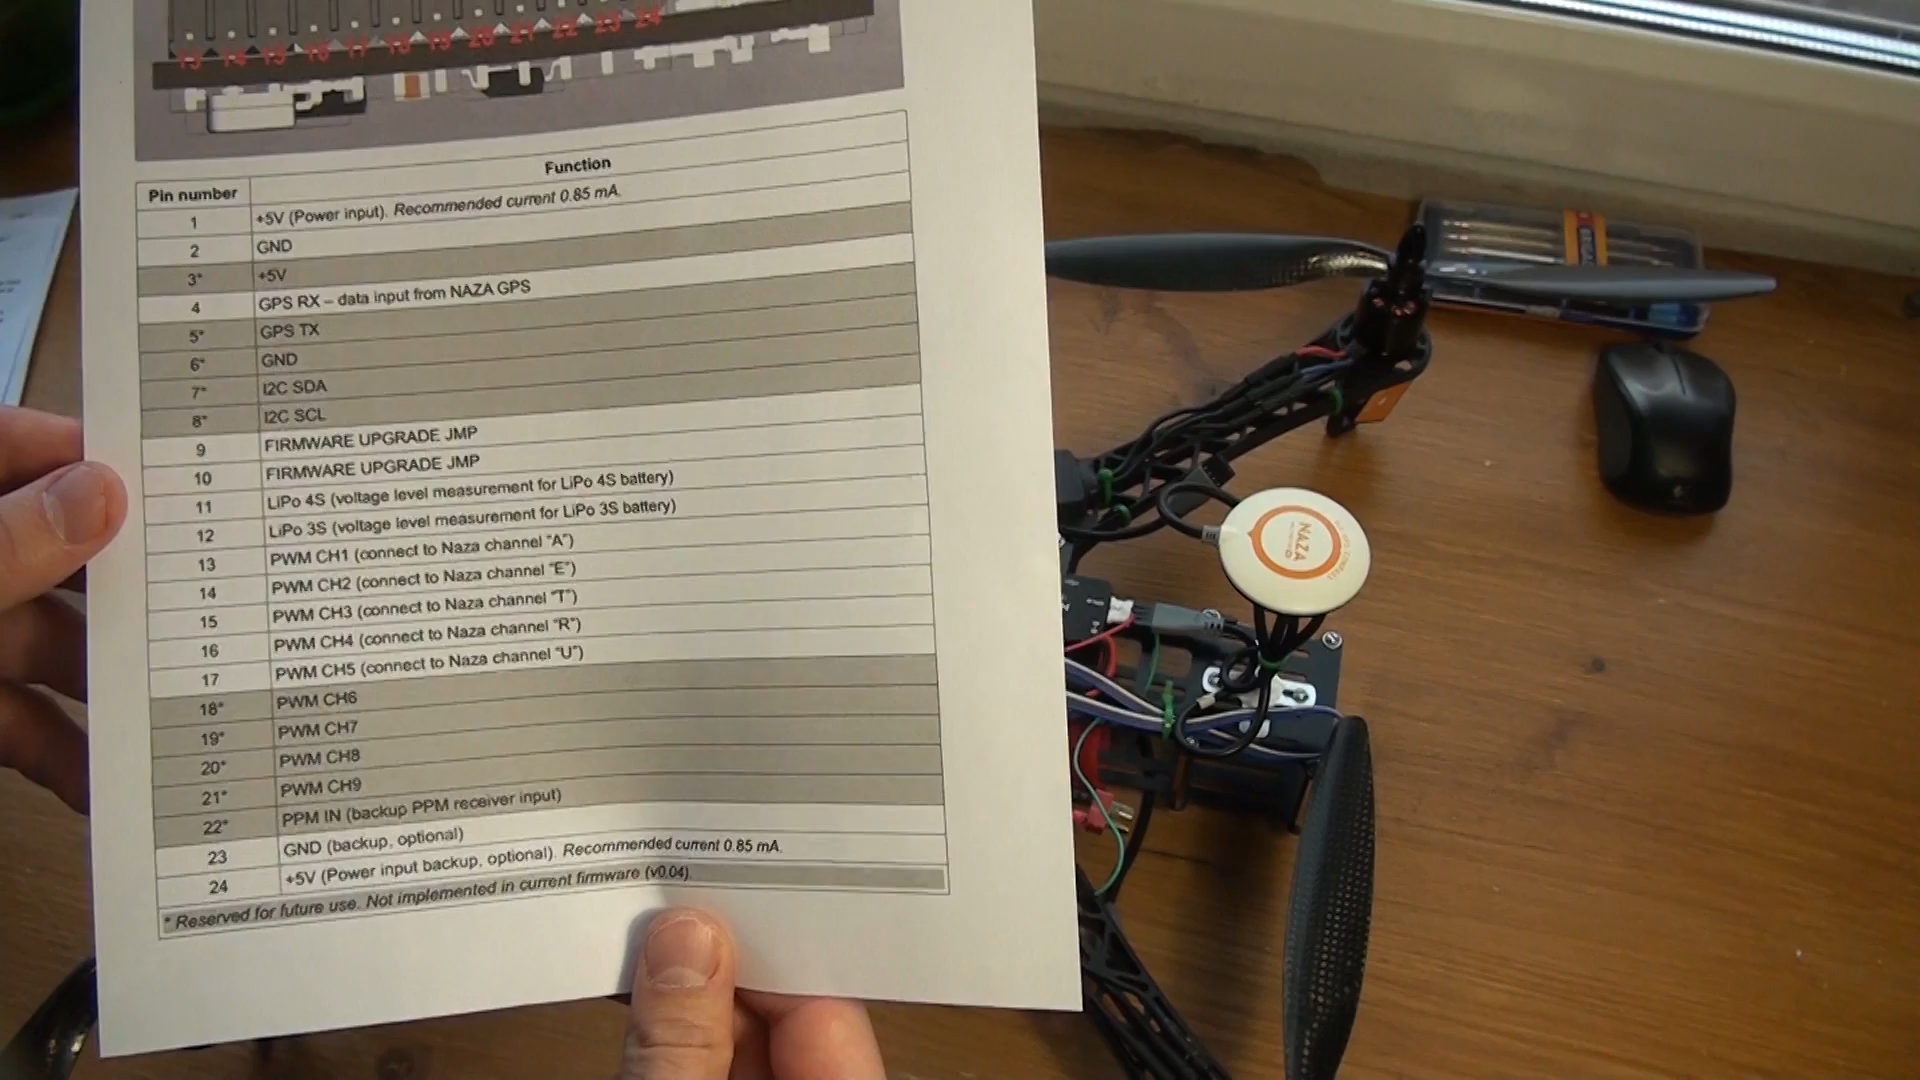 13 14 15 16 17 18 19 20 21 22 23 24
Pin number Function
1 +5V (Power input). Recommended current 0.85 mA.
2 GND
3* +5V
4 GPS RX – data input from NAZA GPS
5* GPS TX
6* GND
7* I2C SDA
8* I2C SCL
9 FIRMWARE UPGRADE JMP
10 FIRMWARE UPGRADE JMP
11 LiPo 4S (voltage level measurement for LiPo 4S battery)
12 LiPo 3S (voltage level measurement for LiPo 3S battery)
13 PWM CH1 (connect to Naza channel "A")
14 PWM CH2 (connect to Naza channel "E")
15 PWM CH3 (connect to Naza channel "T")
16 PWM CH4 (connect to Naza channel "R")
17 PWM CH5 (connect to Naza channel "U")
18* PWM CH6
19* PWM CH7
20* PWM CH8
21* PWM CH9
22* PPM IN (backup PPM receiver input)
23 GND (backup, optional)
24 +5V (Power input backup, optional). Recommended current 0.85 mA.
* Reserved for future use. Not implemented in current firmware (v0.04).
NAZA